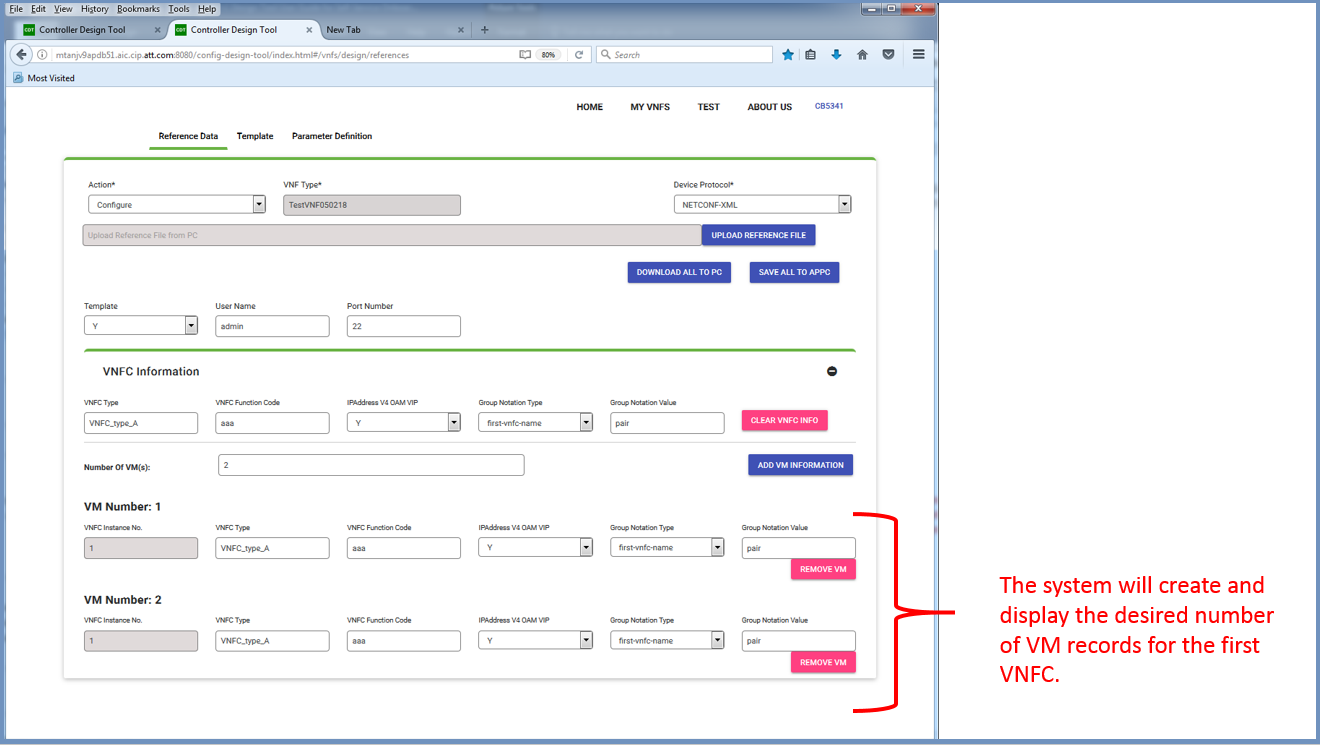 File Edit View History Bookmarks Tools Help
CDT Controller Design Tool × CDT Controller Design Tool × New Tab × +
mtanjv9apdb51.aic.cip.att.com:8080/config-design-tool/index.html#/vnfs/design/references 80% Search
Most Visited
HOME MY VNFS TEST ABOUT US CB5341
Reference Data Template Parameter Definition
Action* VNF Type* Device Protocol*
Configure TestVNF050218 NETCONF-XML
Upload Reference File from PC UPLOAD REFERENCE FILE
DOWNLOAD ALL TO PC SAVE ALL TO APPC
Template User Name Port Number
Y admin 22
VNFC Information
VNFC Type VNFC Function Code IPAddress V4 OAM VIP Group Notation Type Group Notation Value
VNFC_type_A aaa Y first-vnfc-name pair CLEAR VNFC INFO
Number Of VM(s): 2 ADD VM INFORMATION
VM Number: 1
VNFC Instance No. VNFC Type VNFC Function Code IPAddress V4 OAM VIP Group Notation Type Group Notation Value
1 VNFC_type_A aaa Y first-vnfc-name pair
REMOVE VM
VM Number: 2
VNFC Instance No. VNFC Type VNFC Function Code IPAddress V4 OAM VIP Group Notation Type Group Notation Value
1 VNFC_type_A aaa Y first-vnfc-name pair
REMOVE VM
The system will create and
display the desired number
of VM records for the first
VNFC.